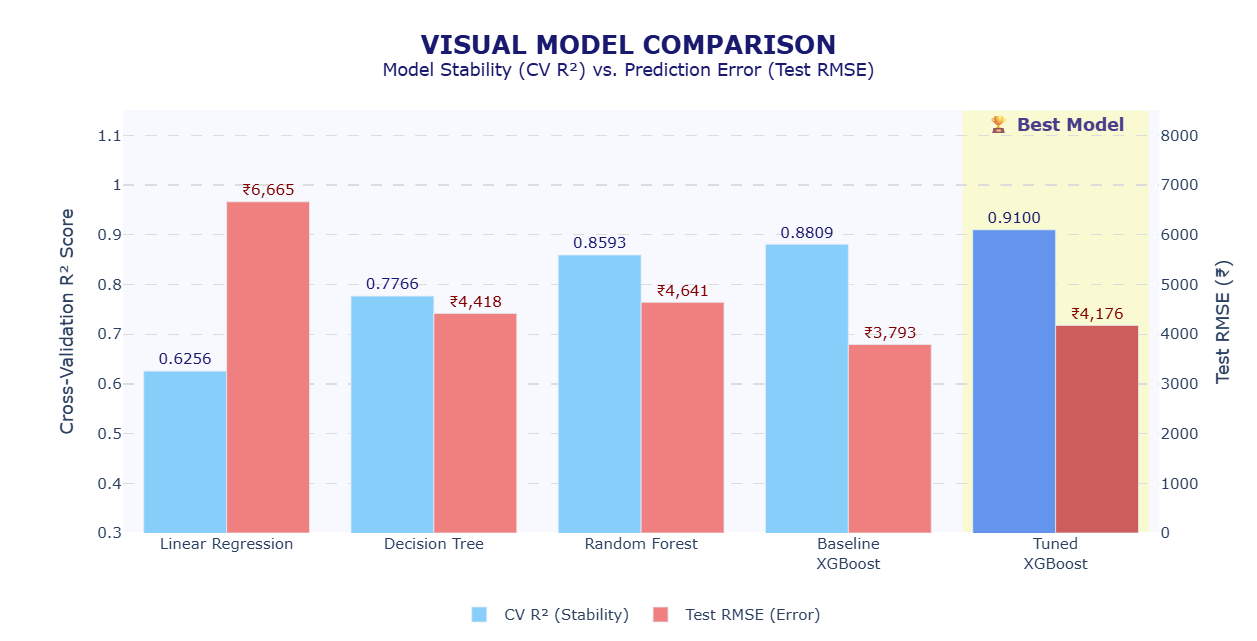 VISUAL MODEL COMPARISON
Model Stability (CV R²) vs. Prediction Error (Test RMSE)
🏆 Best Model
Cross-Validation R² Score
1.1
1
0.9
0.8
0.7
0.6
0.5
0.4
0.3
0.6256
₹6,665
0.7766
₹4,418
0.8593
₹4,641
0.8809
₹3,793
0.9100
₹4,176
8000
7000
6000
5000
4000
3000
2000
1000
0
Test RMSE (₹)
Linear Regression
Decision Tree
Random Forest
Baseline
XGBoost
Tuned
XGBoost
CV R² (Stability)
Test RMSE (Error)